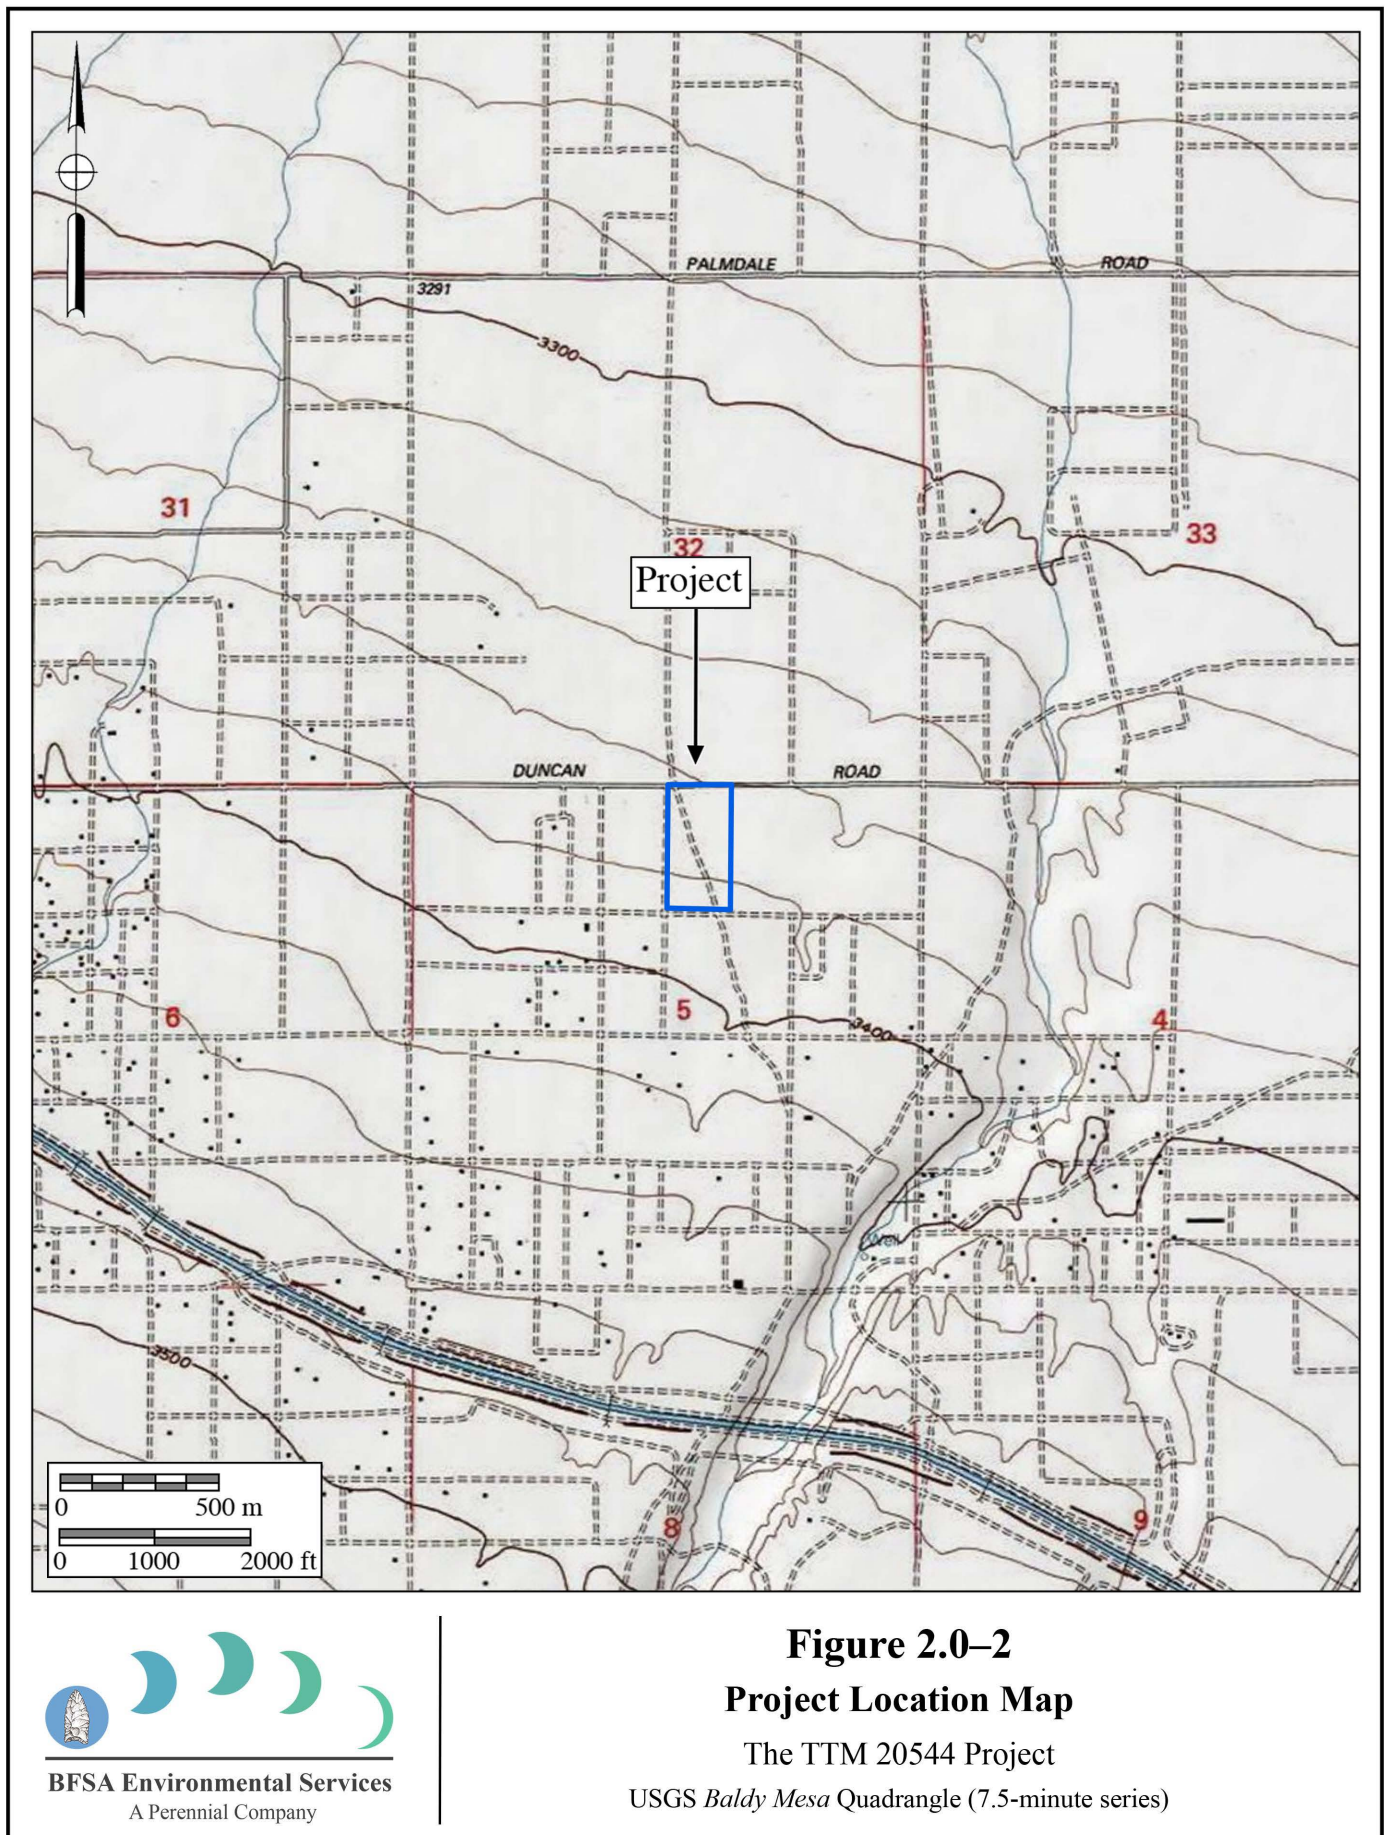 PALMDALE ROAD
3291
3300
31
32
33
Project
DUNCAN ROAD
6
5
4
3400
Well
3500
8
9
0 500 m
0 1000 2000 ft
Figure 2.0–2
Project Location Map
The TTM 20544 Project
USGS Baldy Mesa Quadrangle (7.5-minute series)
BFSA Environmental Services
A Perennial Company